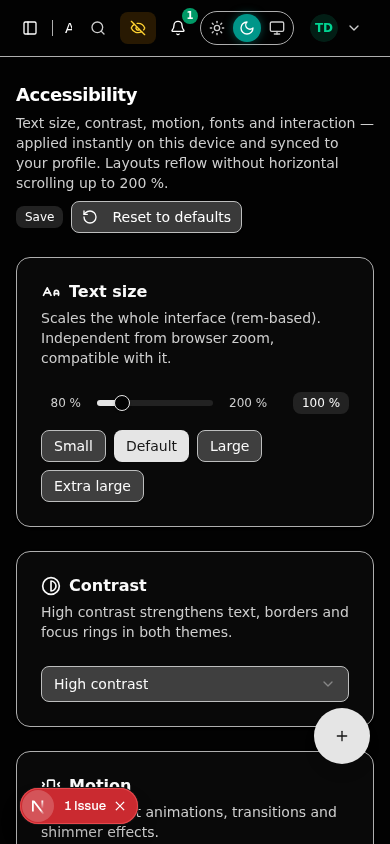 1
TD
Accessibility
Text size, contrast, motion, fonts and interaction —
applied instantly on this device and synced to
your profile. Layouts reflow without horizontal
scrolling up to 200 %.
Save
Reset to defaults
Text size
Scales the whole interface (rem-based).
Independent from browser zoom,
compatible with it.
80 %
200 %
100 %
Small
Default
Large
Extra large
Contrast
High contrast strengthens text, borders and
focus rings in both themes.
High contrast
Motion
animations, transitions and
shimmer effects.
N
1 Issue